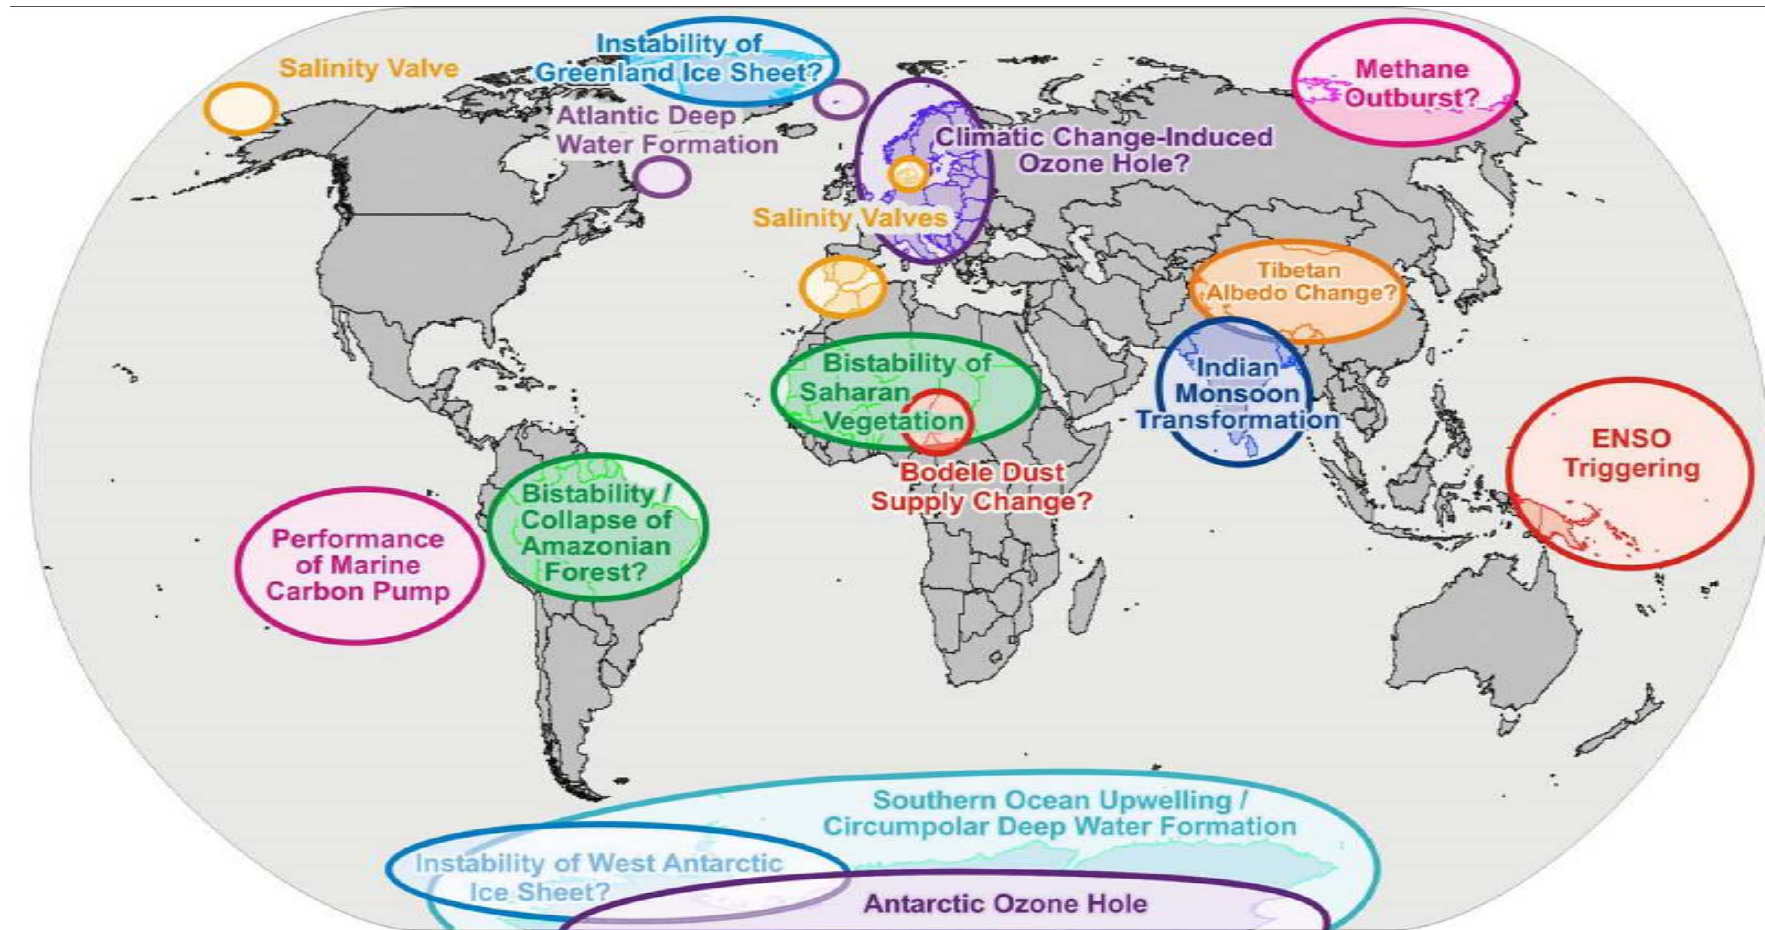 Salinity Valve
Instability of
Greenland Ice Sheet?
Atlantic Deep
Water Formation
Methane
Outburst?
Climatic Change-Induced
Ozone Hole?
Salinity Valves
Tibetan
Albedo Change?
Bistability of
Saharan
Vegetation
Indian
Monsoon
Transformation
ENSO
Triggering
Bodele Dust
Supply Change?
Bistability /
Collapse of
Amazonian
Forest?
Performance
of Marine
Carbon Pump
Southern Ocean Upwelling /
Circumpolar Deep Water Formation
Instability of West Antarctic
Ice Sheet?
Antarctic Ozone Hole